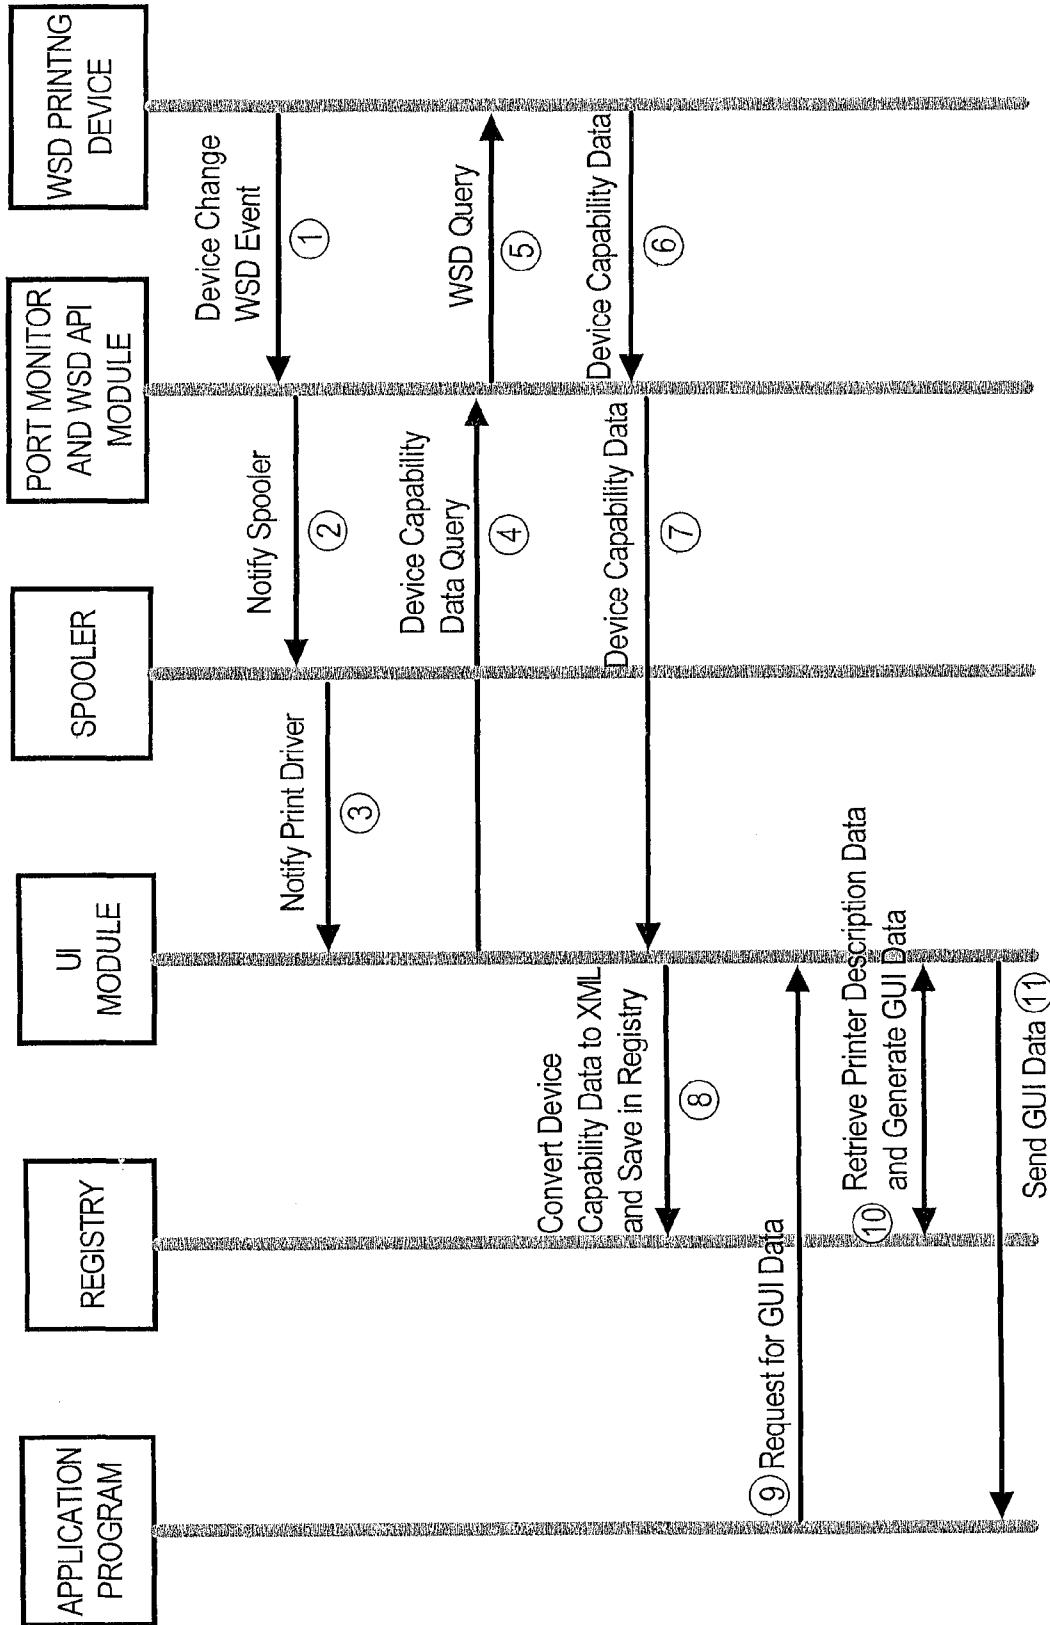 APPLICATION
PROGRAM
REGISTRY
UI
MODULE
SPOOLER
PORT MONITOR
AND WSD API
MODULE
WSD PRINTNG
DEVICE
Device Change
WSD Event
1
Notify Spooler
2
Notify Print Driver
3
Device Capability
Data Query
4
WSD Query
5
Device Capability Data
6
Device Capability Data
7
Convert Device
Capability Data to XML
and Save in Registry
8
9 Request for GUI Data
10 Retrieve Printer Description Data
and Generate GUI Data
Send GUI Data 11